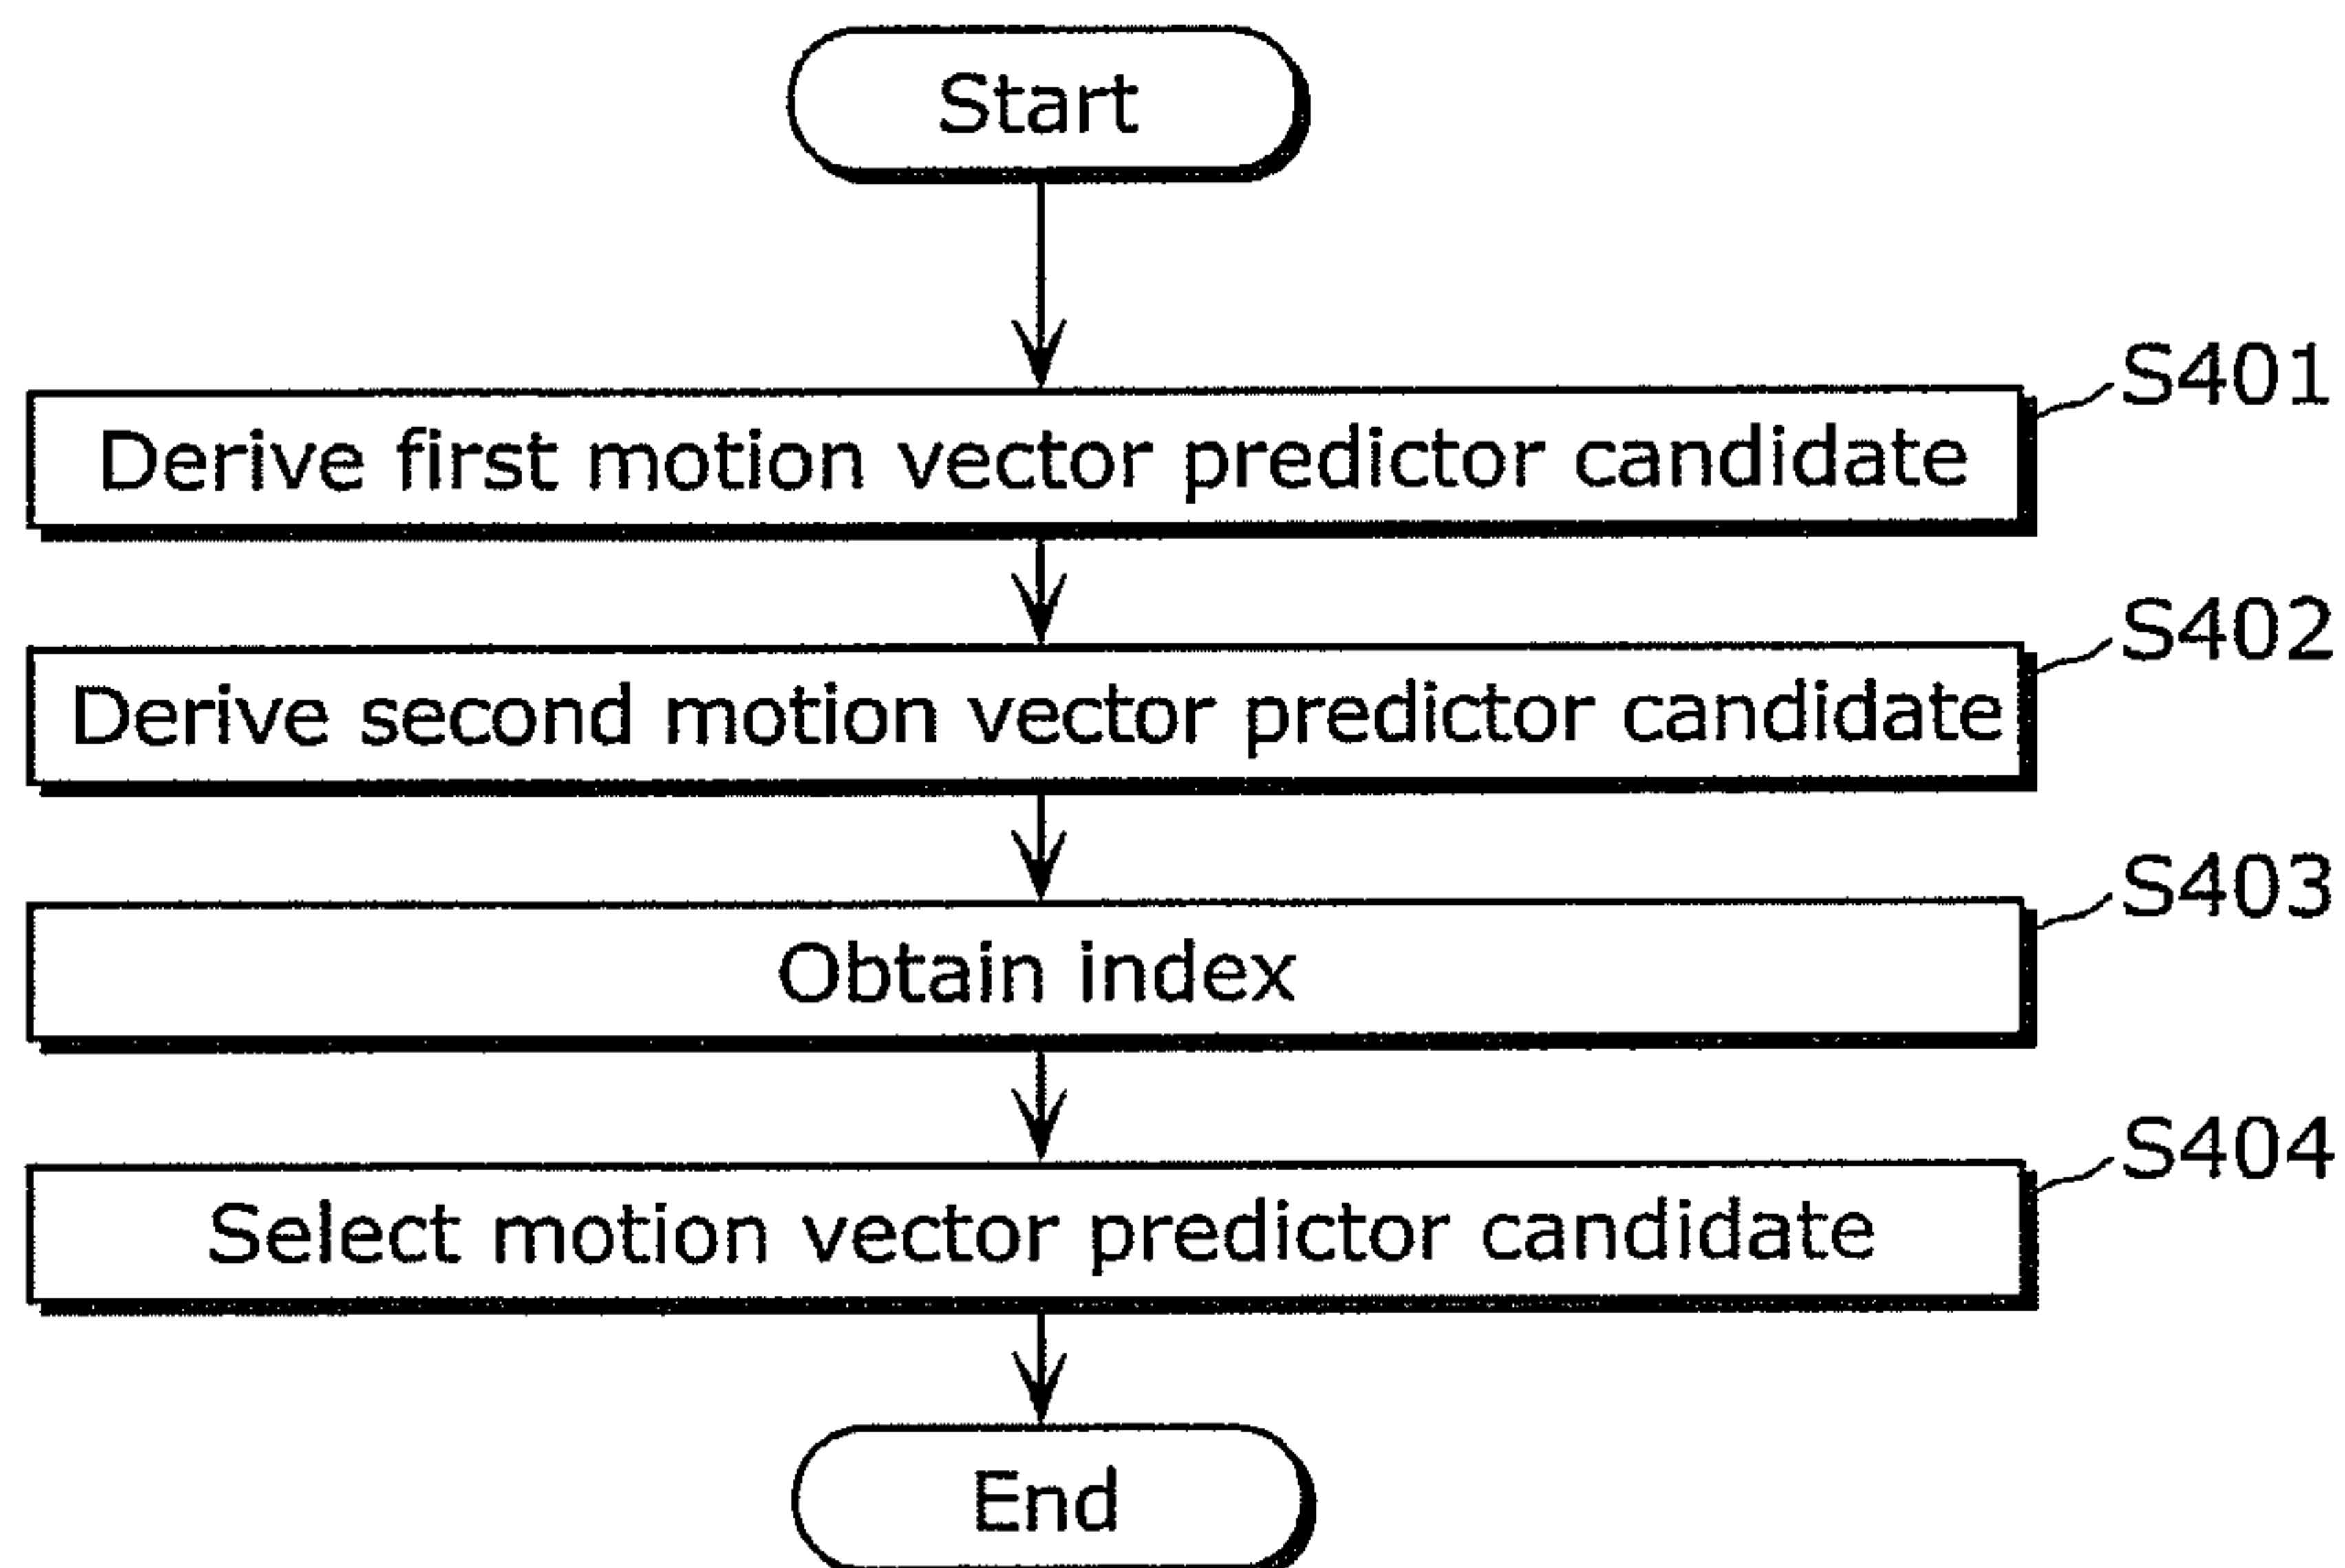 Start
S401
Derive first motion vector predictor candidate
S402
Derive second motion vector predictor candidate
S403
Obtain index
S404
Select motion vector predictor candidate
End